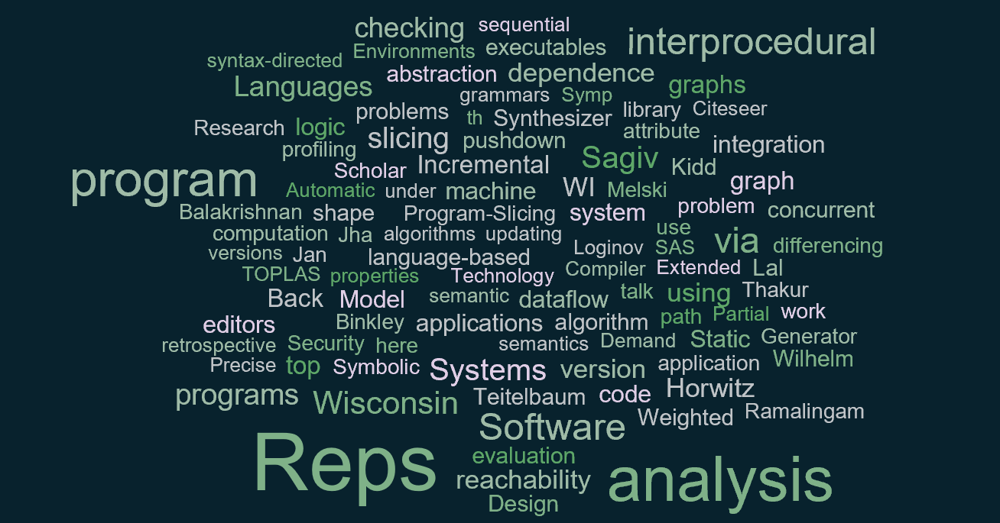 checking sequential interprocedural
syntax-directed Environments executables
Languages abstraction dependence graphs
grammars Symp
problems th Synthesizer library Citeseer
Research logic slicing pushdown attribute integration
profiling Incremental Sagiv Kidd
program Scholar Automatic under machine WI Melski graph
Balakrishnan shape Program-Slicing system problem concurrent
computation Jha algorithms updating use via differencing
versions Jan language-based Loginov SAS
TOPLAS properties Technology Compiler Extended Lal
Back Model semantic dataflow talk using Thakur
editors Binkley applications algorithm path Partial work
retrospective Security here semantics Demand Static Generator
Precise top Symbolic Systems version application Wilhelm
programs Wisconsin Teitelbaum code Horwitz
Software Weighted Ramalingam
Reps evaluation analysis
reachability
Design